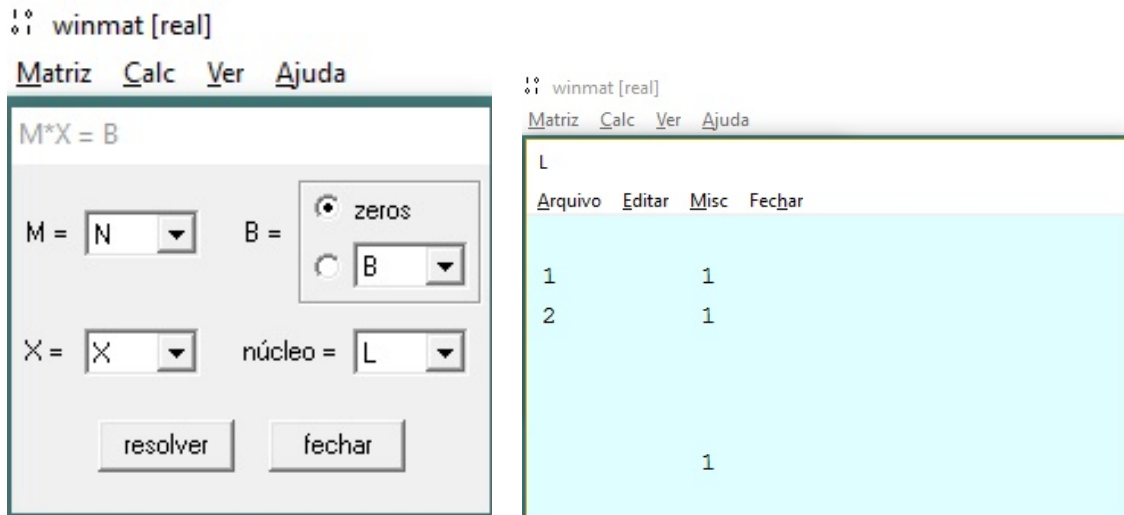 winmat [real]
Matriz Calc Ver Ajuda
M*X = B
M = N B = zeros
B
X = X núcleo = L
resolver fechar
winmat [real]
Matriz Calc Ver Ajuda
L
Arquivo Editar Misc Fechar
1 1
2 1
1